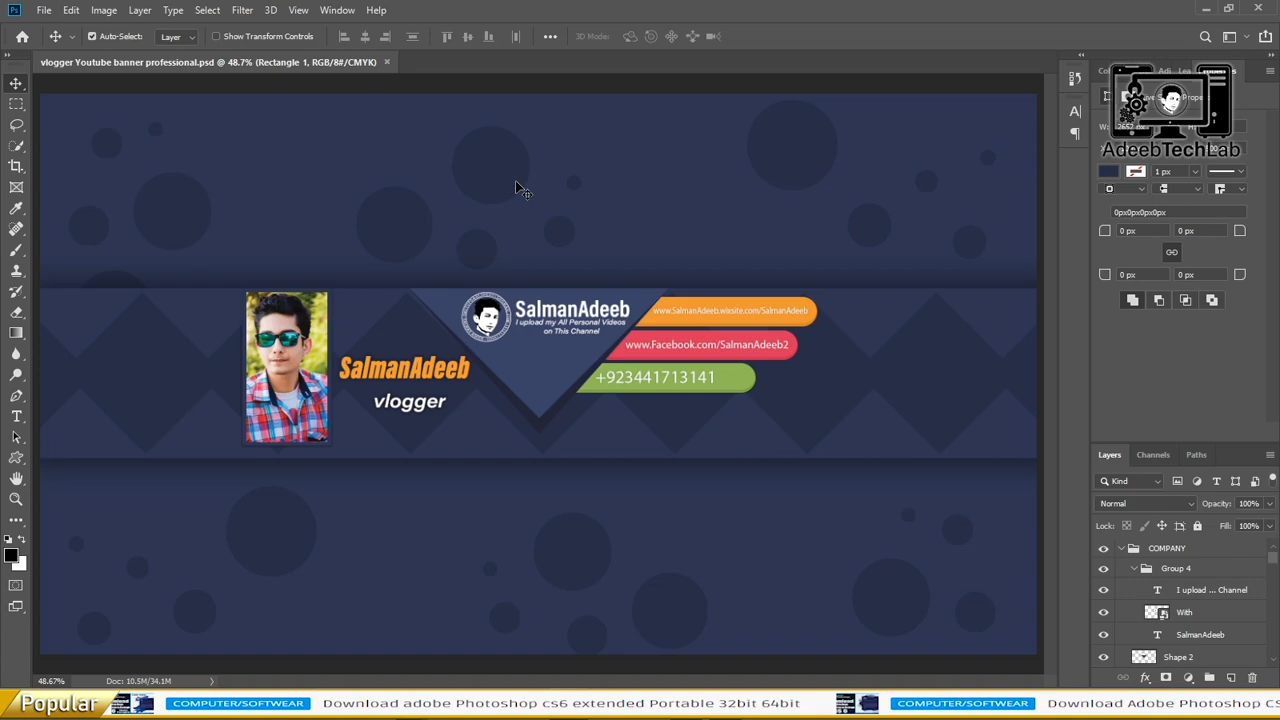 Ps File Edit Image Layer Type Select Filter 3D View Window Help
Auto-Select: Layer Show Transform Controls 3D Mode:
vlogger Youtube banner professional.psd @ 48.7% (Rectangle 1, RGB/8#/CMYK) ×
AdeebTechLab
1 px
0px0px0px0px
0 px 0 px
0 px 0 px
SalmanAdeeb
I upload my All Personal Videos
on This Channel
www.SalmanAdeeb.wixsite.com/SalmanAdeeb
www.Facebook.com/SalmanAdeeb2
+923441713141
SalmanAdeeb
vlogger
Layers Channels Paths
Kind
Normal Opacity: 100%
Lock: Fill: 100%
COMPANY
Group 4
I upload ... Channel
With
SalmanAdeeb
Shape 2
48.67% Doc: 10.5M/34.1M
Popular COMPUTER/SOFTWEAR Download adobe Photoshop cs6 extended Portable 32bit 64bit COMPUTER/SOFTWEAR Download Adobe Photoshop CS